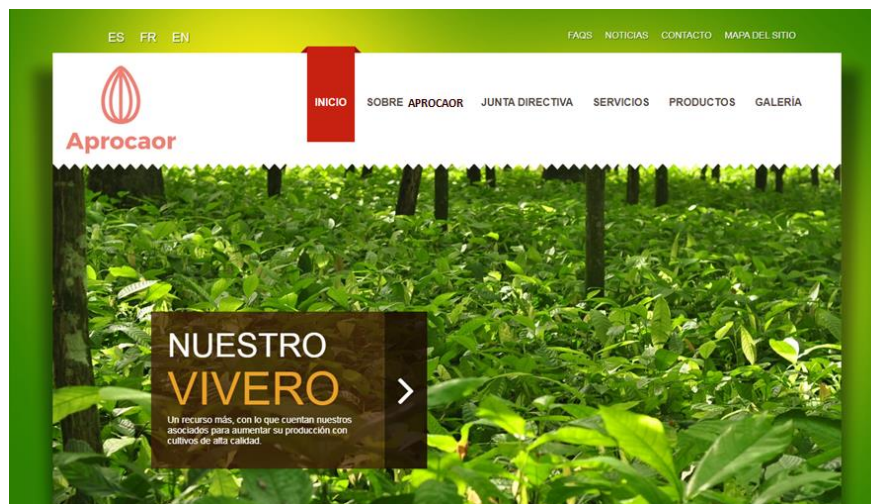 ES FR EN
FAQS NOTICIAS CONTACTO MAPA DEL SITIO
Aprocaor
INICIO SOBRE APROCAOR JUNTA DIRECTIVA SERVICIOS PRODUCTOS GALERÍA
NUESTRO
VIVERO
Un recurso más, con lo que cuentan nuestros
asociados para aumentar su producción con
cultivos de alta calidad.